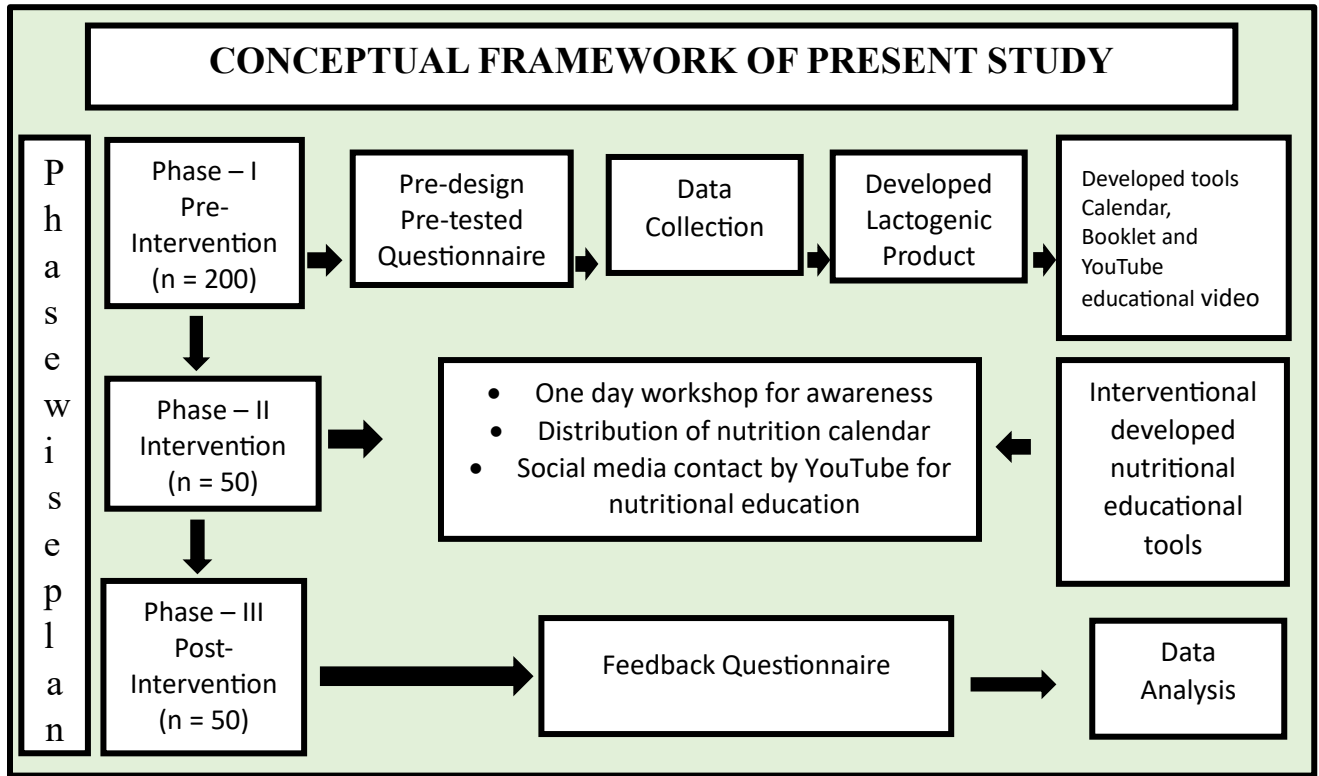 CONCEPTUAL FRAMEWORK OF PRESENT STUDY
P
h
a
s
e
w
i
s
e
p
l
a
n
Phase – I
Pre-
Intervention
(n = 200)
Pre-design
Pre-tested
Questionnaire
Data
Collection
Developed
Lactogenic
Product
Developed tools
Calendar,
Booklet and
YouTube
educational video
Phase – II
Intervention
(n = 50)
• One day workshop for awareness
• Distribution of nutrition calendar
• Social media contact by YouTube for
nutritional education
Interventional
developed
nutritional
educational
tools
Phase – III
Post-
Intervention
(n = 50)
Feedback Questionnaire
Data
Analysis